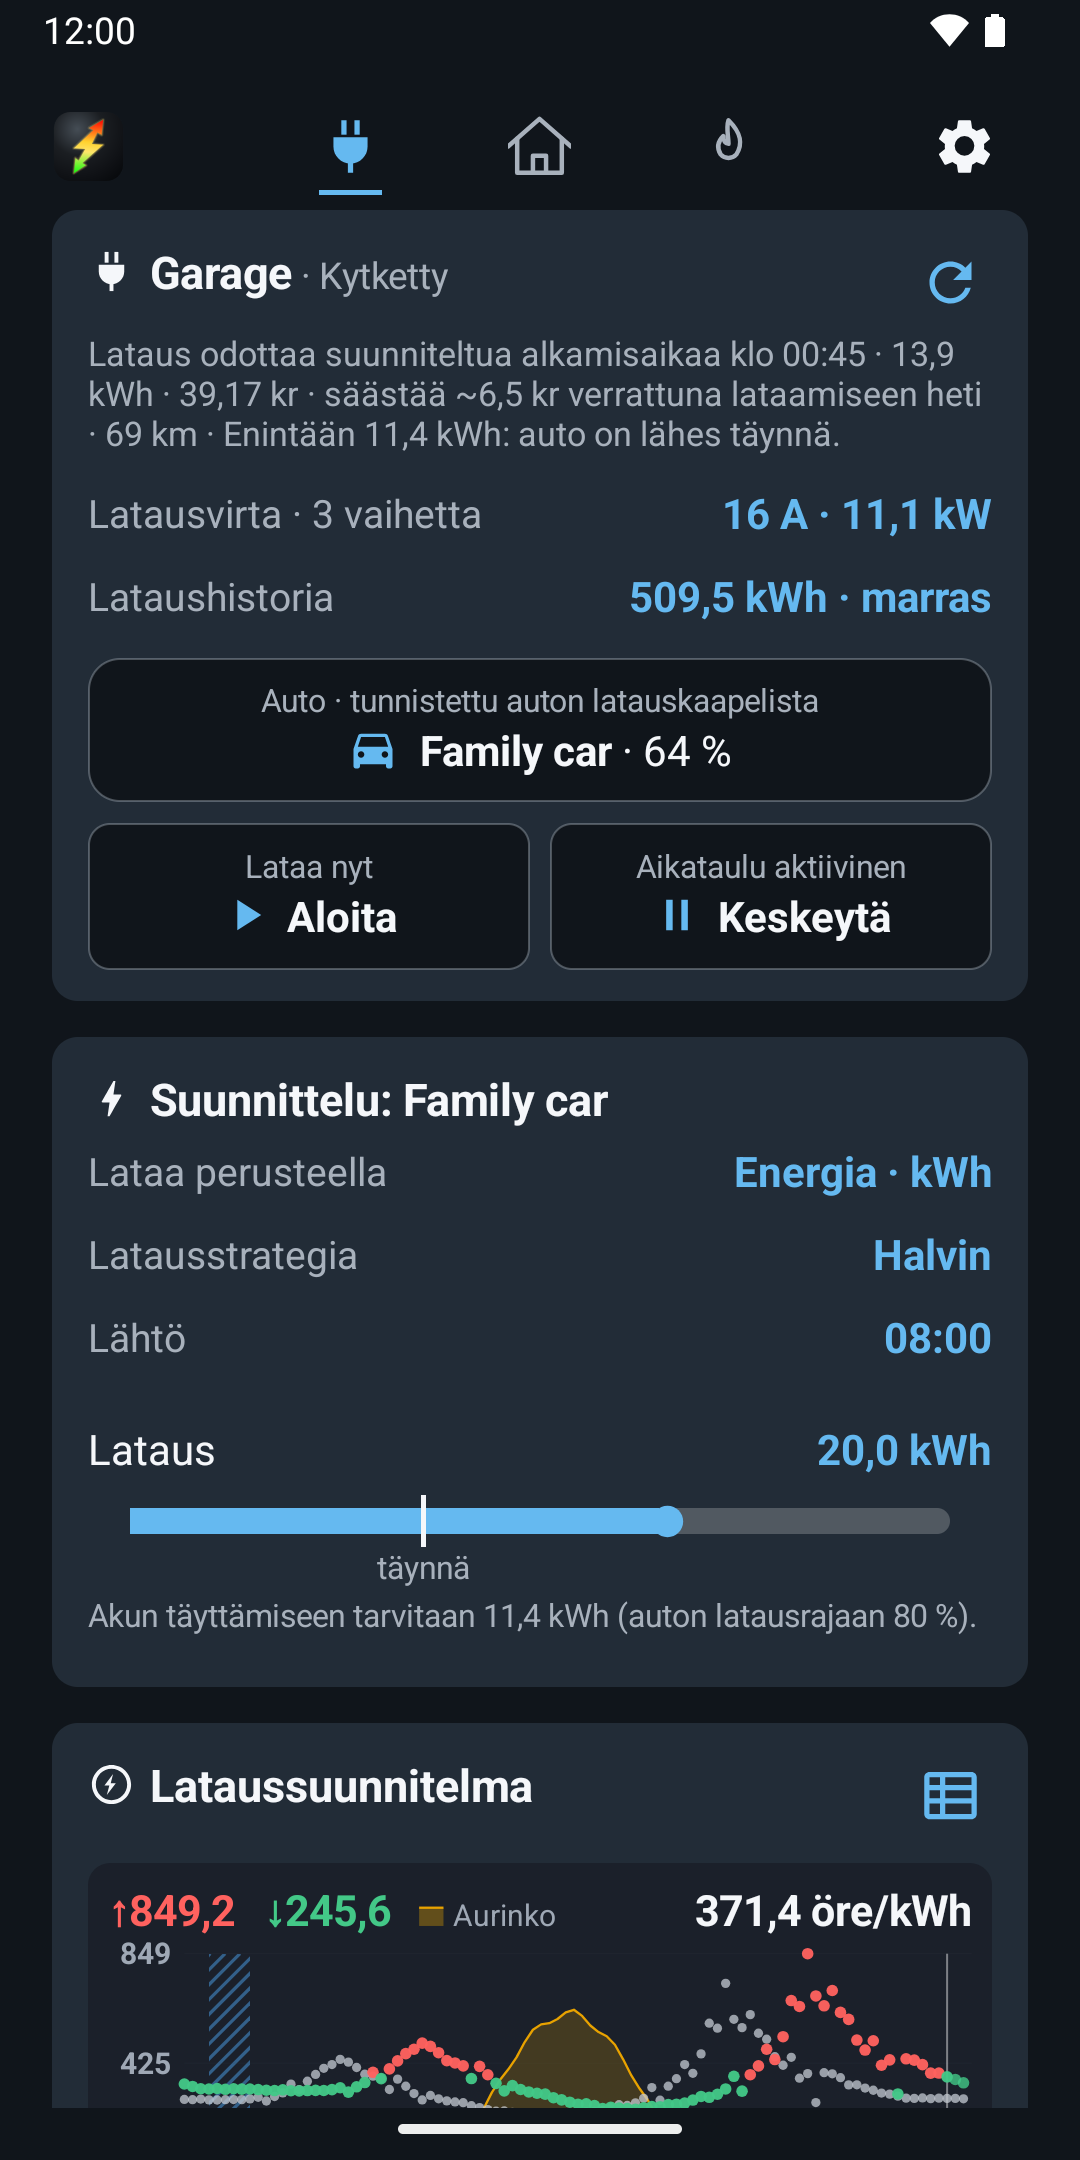 12:00
Garage · Kytketty
Lataus odottaa suunniteltua alkamisaikaa klo 00:45 · 13,9
kWh · 39,17 kr · säästää ~6,5 kr verrattuna lataamiseen heti
· 69 km · Enintään 11,4 kWh: auto on lähes täynnä.
Latausvirta · 3 vaihetta 16 A · 11,1 kW
Lataushistoria 509,5 kWh · marras
Auto · tunnistettu auton latauskaapelista
Family car · 64 %
Lataa nyt
Aloita
Aikataulu aktiivinen
Keskeytä
Suunnittelu: Family car
Lataa perusteella Energia · kWh
Latausstrategia Halvin
Lähtö 08:00
Lataus 20,0 kWh
täynnä
Akun täyttämiseen tarvitaan 11,4 kWh (auton latausrajaan 80 %).
Lataussuunnitelma
↑849,2 ↓245,6 Aurinko 371,4 öre/kWh
849
425